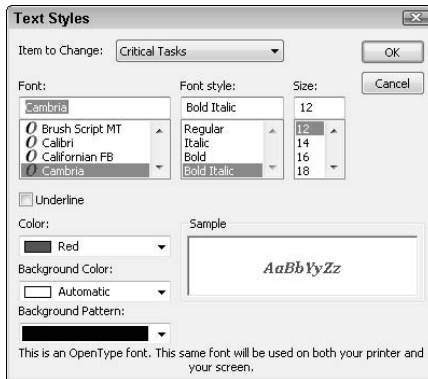 Text Styles
Item to Change: Critical Tasks
OK
Cancel
Font: Font style: Size:
Cambria Bold Italic 12
Brush Script MT Regular 12
Calibri Italic 14
Californian FB Bold 16
Cambria Bold Italic 18
Underline
Color:
Red
Sample
AaBbYyZz
Background Color:
Automatic
Background Pattern:
This is an OpenType font. This same font will be used on both your printer and
your screen.